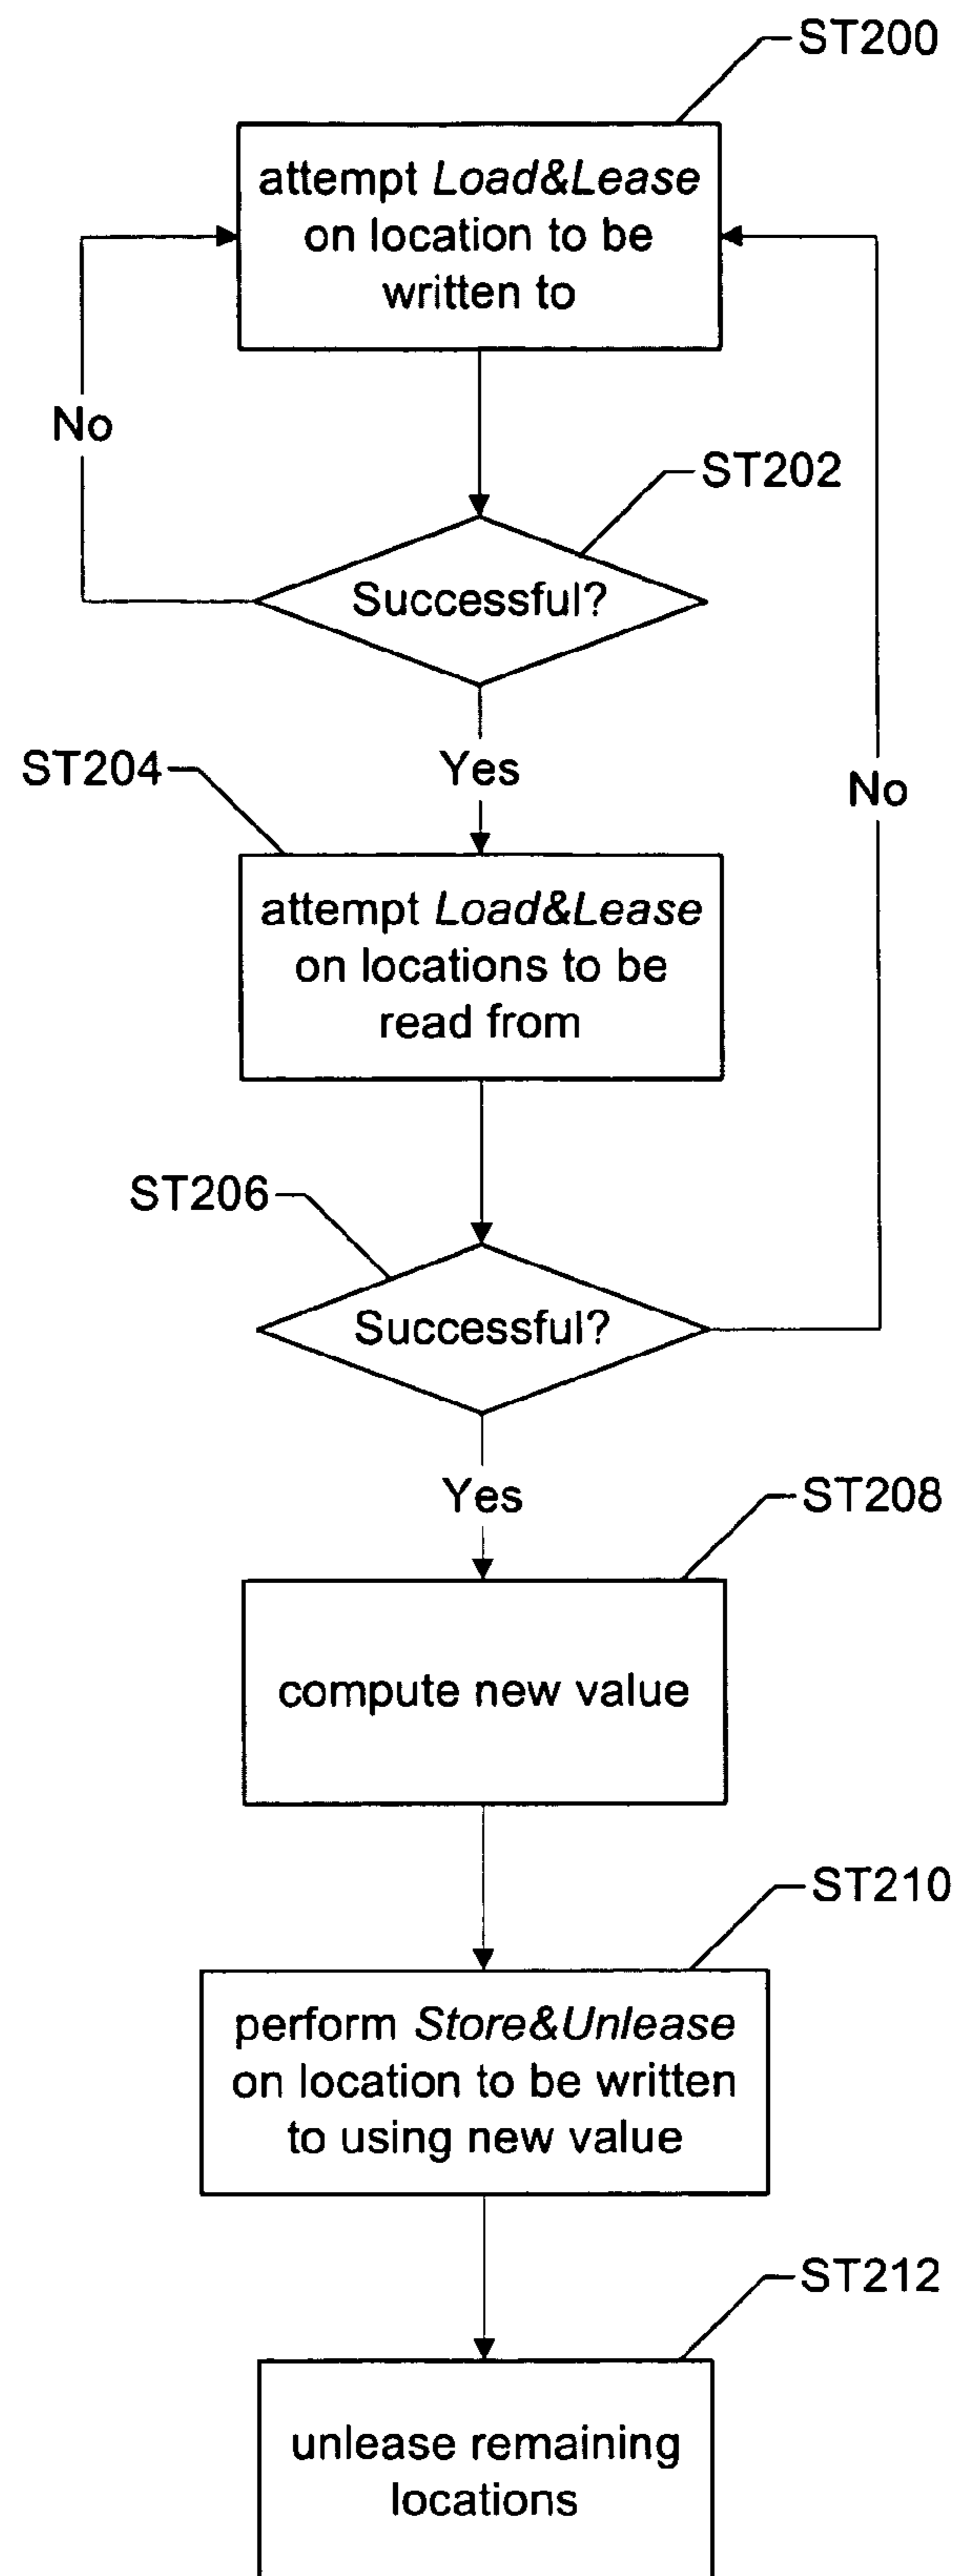 ST200
attempt Load&Lease
on location to be
written to
No
ST202
Successful?
Yes
ST204
No
attempt Load&Lease
on locations to be
read from
ST206
Successful?
Yes
ST208
compute new value
ST210
perform Store&Unlease
on location to be written
to using new value
ST212
unlease remaining
locations